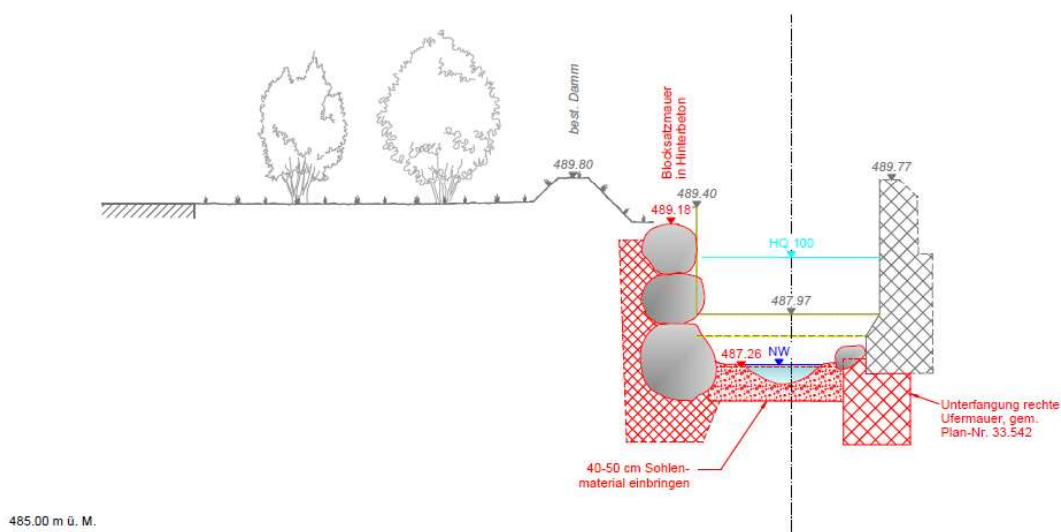 best. Damm
489.80
Blocksatzmauer
in Hinterbeton
489.40
489.18
489.77
HQ 100
487.97
487.26
NW
Unterfangung rechte
Ufermauer, gem.
Plan-Nr. 33.542
40-50 cm Sohlen-
material einbringen
485.00 m ü. M.